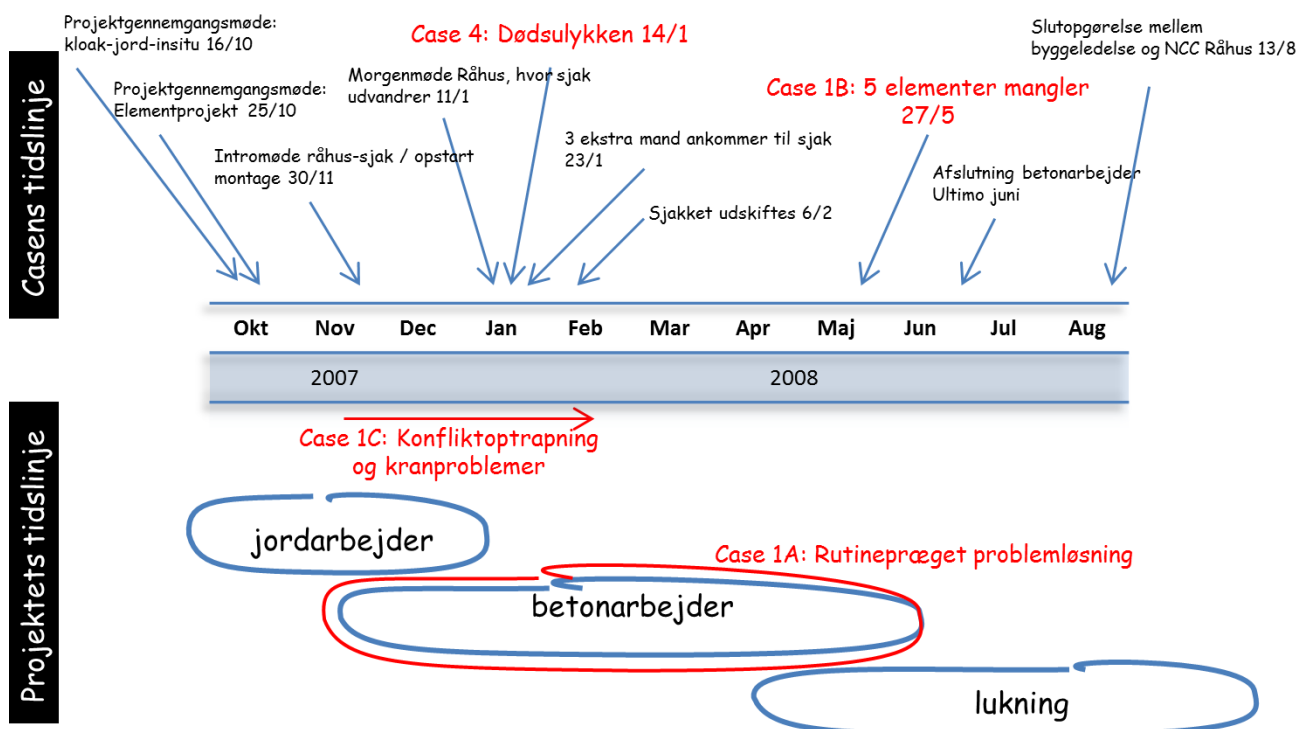 Casens tidslinje
Projektgennemgangsmøde:
kloak-jord-insitu 16/10
Projektgennemgangsmøde:
Elementprojekt 25/10
Intromøde råhus-sjak / opstart
montage 30/11
Case 4: Dødsulykken 14/1
Morgenmøde Råhus, hvor sjak
udvandrer 11/1
3 ekstra mand ankommer til sjak
23/1
Sjakket udskiftes 6/2
Case 1B: 5 elementer mangler
27/5
Afslutning betonarbejder
Ultimo juni
Slutopgørelse mellem
byggeledelse og NCC Råhus 13/8
Okt Nov Dec Jan Feb Mar Apr Maj Jun Jul Aug
2007 2008
Projektets tidslinje
Case 1C: Konfliktoptrapning
og kranproblemer
jordarbejder
Case 1A: Rutinepræget problemløsning
betonarbejder
lukning